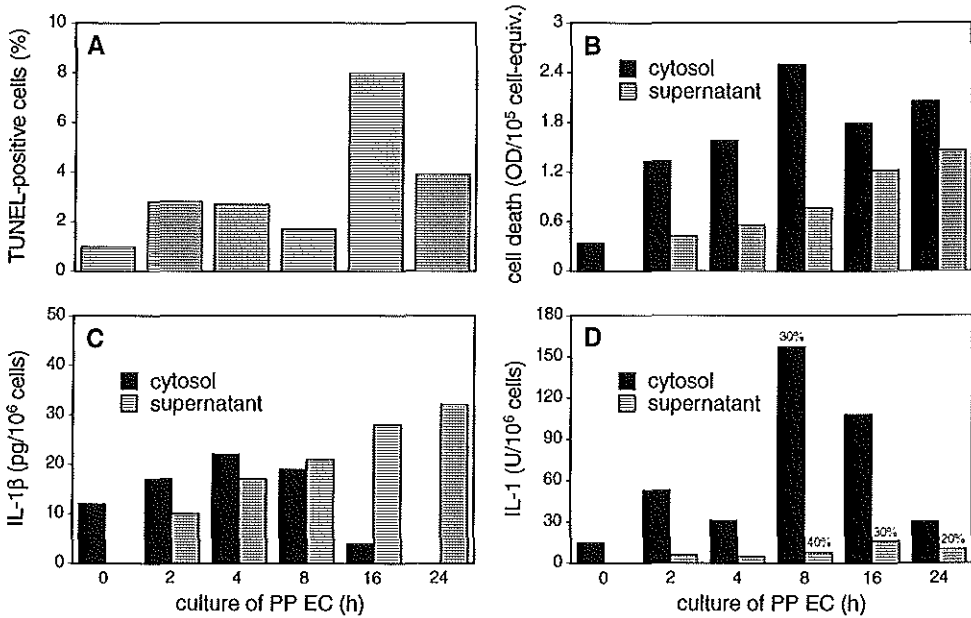 A
TUNEL-positive cells (%)
10
8
6
4
2
0
B
cell death (OD/10⁵ cell-equiv.)
cytosol
supernatant
3
2.4
1.8
1.2
0.6
0
C
IL-1β (pg/10⁶ cells)
cytosol
supernatant
50
40
30
20
10
0
0 2 4 8 16 24
culture of PP EC (h)
D
IL-1 (U/10⁶ cells)
cytosol
supernatant
180
150
120
90
60
30
0
30%
40%
30%
20%
0 2 4 8 16 24
culture of PP EC (h)